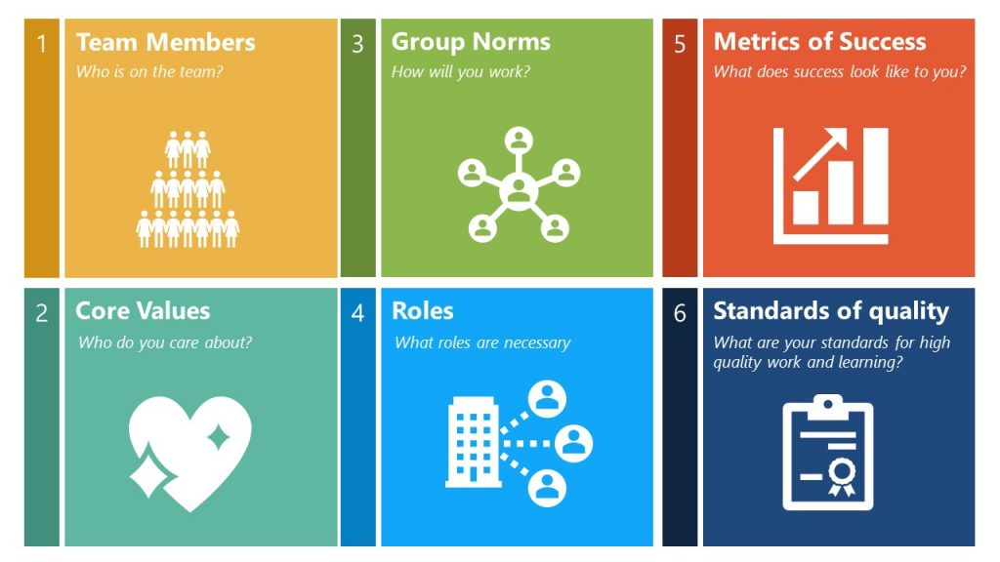 1
Team Members
Who is on the team?
2
Core Values
Who do you care about?
3
Group Norms
How will you work?
4
Roles
What roles are necessary
5
Metrics of Success
What does success look like to you?
6
Standards of quality
What are your standards for high
quality work and learning?